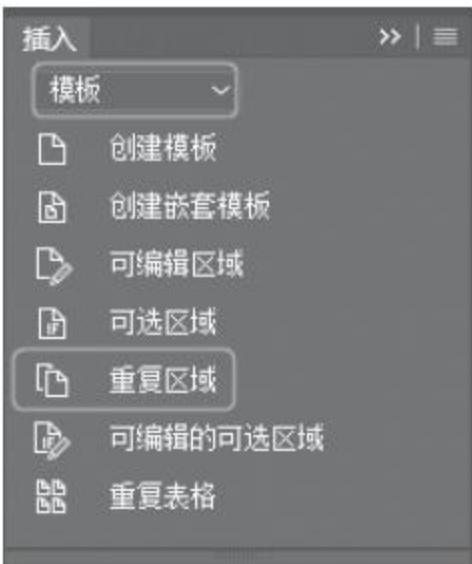 插入
模板
创建模板
创建嵌套模板
可编辑区域
可选区域
重复区域
可编辑的可选区域
重复表格